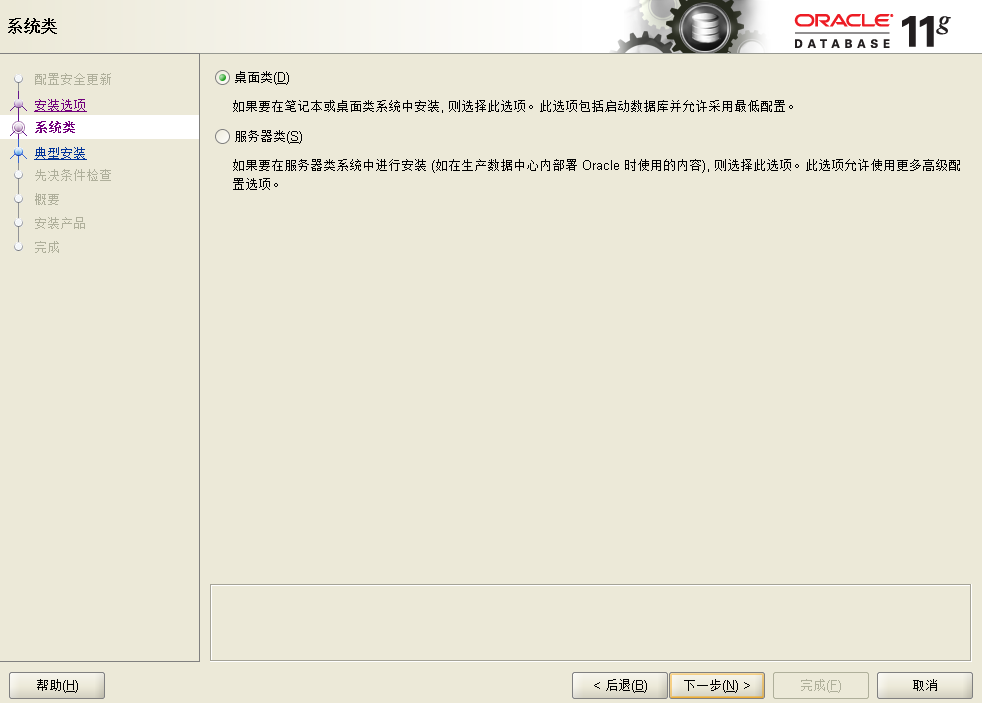 系统类
ORACLE
DATABASE 11g
配置安全更新
安装选项
系统类
典型安装
先决条件检查
概要
安装产品
完成
桌面类(D)
如果要在笔记本或桌面类系统中安装, 则选择此选项。此选项包括启动数据库并允许采用最低配置。
服务器类(S)
如果要在服务器类系统中进行安装 (如在生产数据中心内部署 Oracle 时使用的内容), 则选择此选项。此选项允许使用更多高级配
置选项。
帮助(H)
< 后退(B)
下一步(N) >
完成(F)
取消